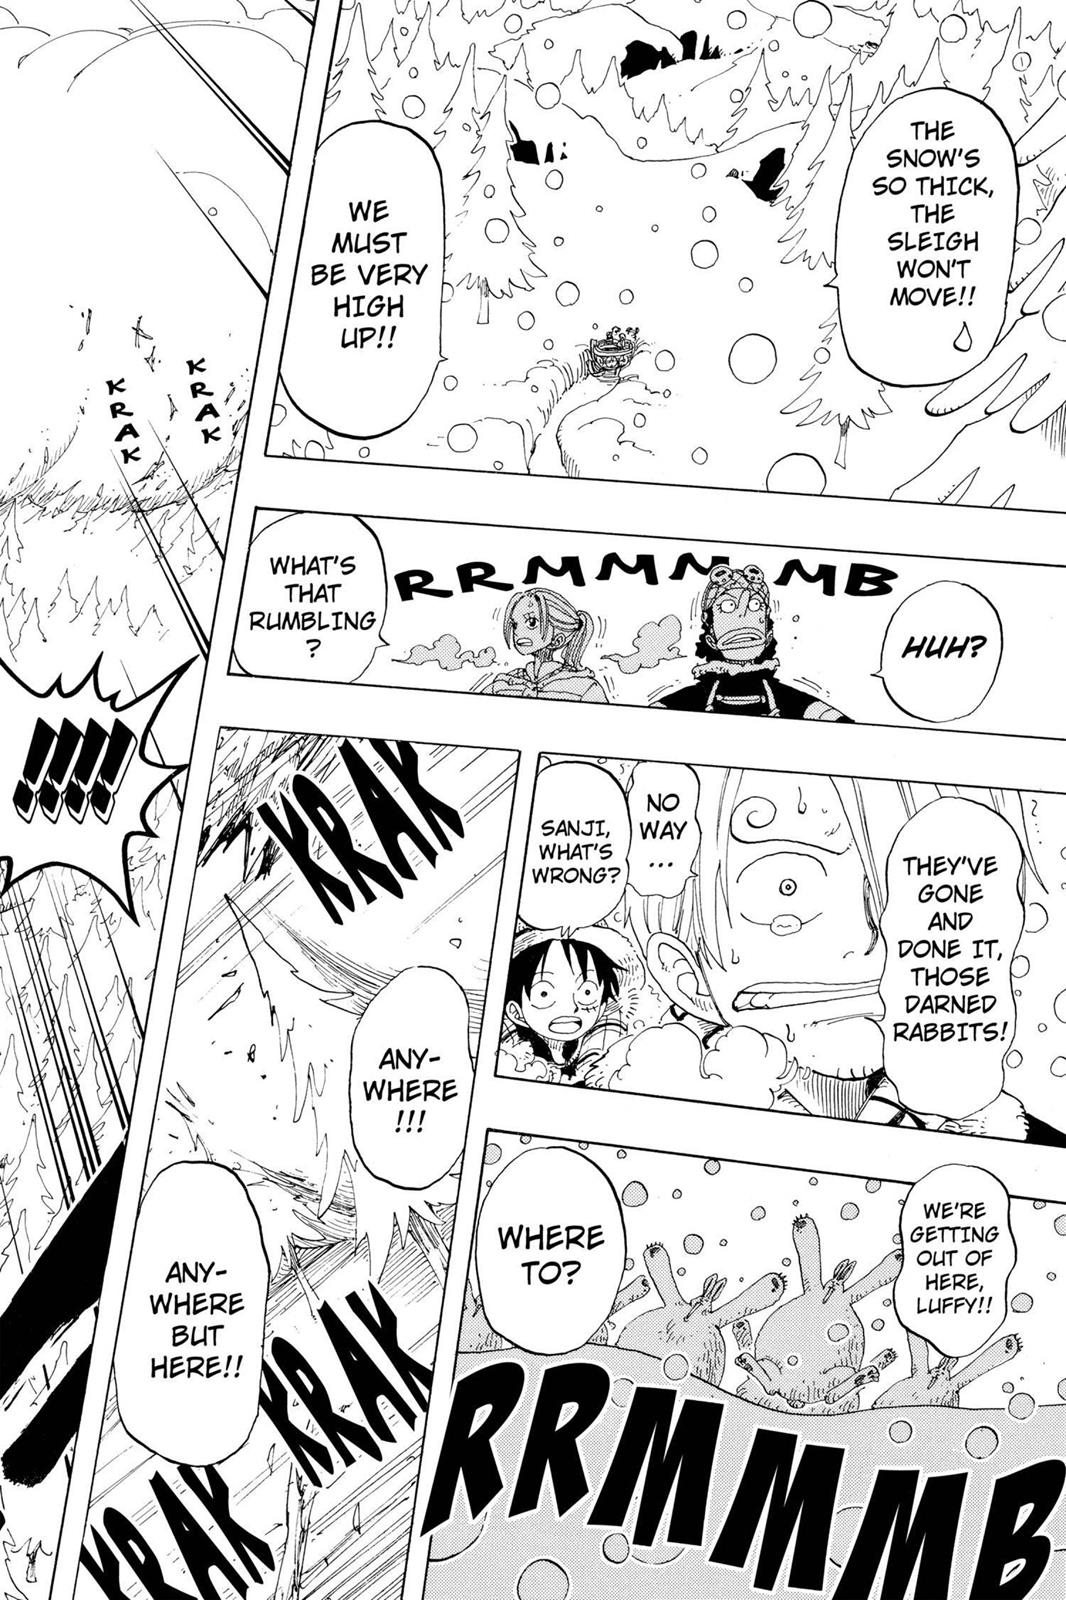 THE
SNOW'S
SO THICK,
THE
SLEIGH
WON'T
MOVE!!
WE
MUST
BE VERY
HIGH
UP!!
HUH?
RRMMMMB
WHAT'S
THAT
RUMBLING
?
THEY'VE
GONE
AND
DONE IT,
THOSE
DARNED
RABBITS!
NO
WAY
...
SANJI,
WHAT'S
WRONG?
WE'RE
GETTING
OUT OF
HERE,
LUFFY!!
WHERE
TO?
RRMMMMB
KRAK
ANY-
WHERE
!!!
ANY-
WHERE
BUT
HERE!!
KRAK
KRAK
KRAK
KRAK
KRAK
!!!!